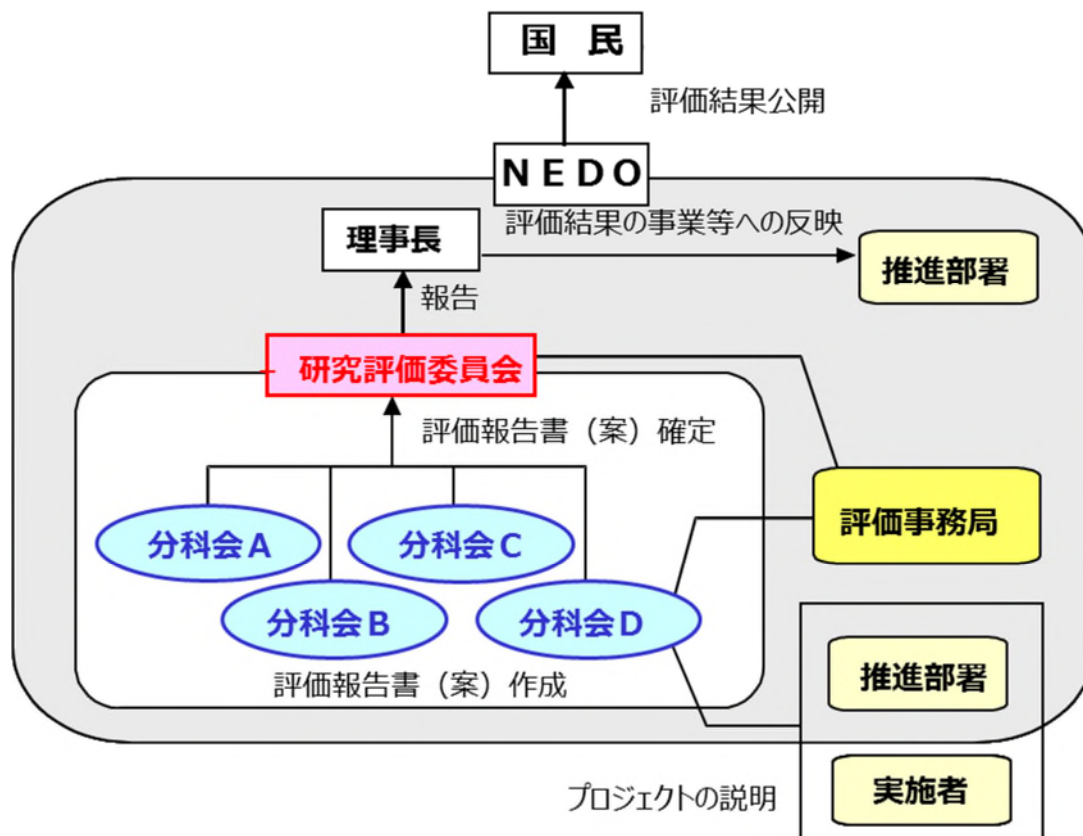 国 民
評価結果公開
NEDO
評価結果の事業等への反映
理事長
推進部署
報告
研究評価委員会
評価報告書(案)確定
評価事務局
分科会A
分科会C
分科会B
分科会D
推進部署
評価報告書(案)作成
実施者
プロジェクトの説明